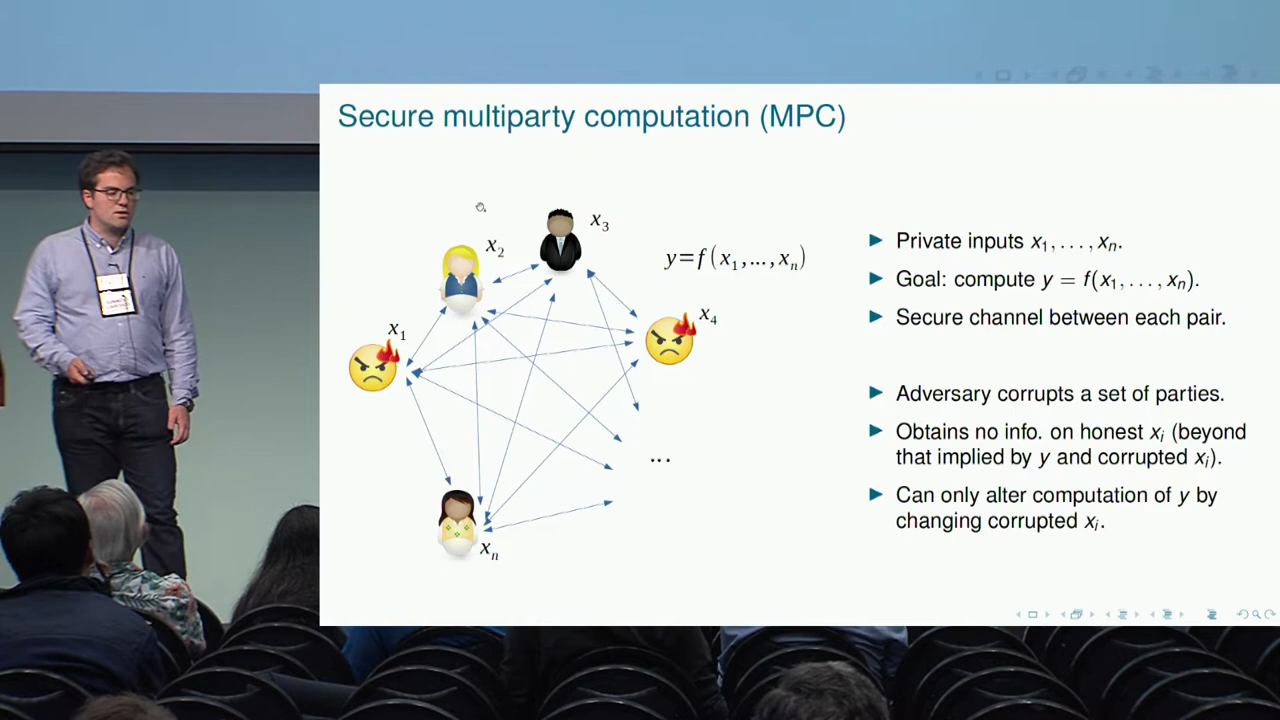 Secure multiparty computation (MPC)
x₃
x₂
y=f(x₁,...,xₙ)
x₄
x₁
...
xₙ
Private inputs x₁, . . . , xₙ.
Goal: compute y = f(x₁, . . . , xₙ).
Secure channel between each pair.
Adversary corrupts a set of parties.
Obtains no info. on honest xᵢ (beyond
that implied by y and corrupted xᵢ).
Can only alter computation of y by
changing corrupted xᵢ.